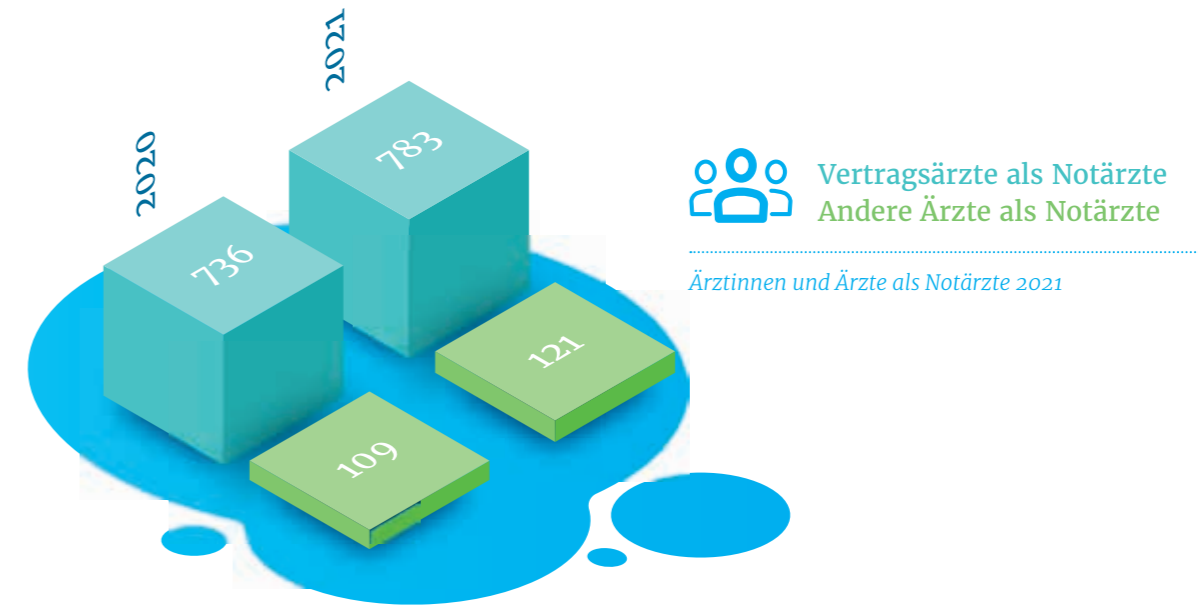 2021
2020
783
736
121
109
Vertragsärzte als Notärzte
Andere Ärzte als Notärzte
Ärztinnen und Ärzte als Notärzte 2021